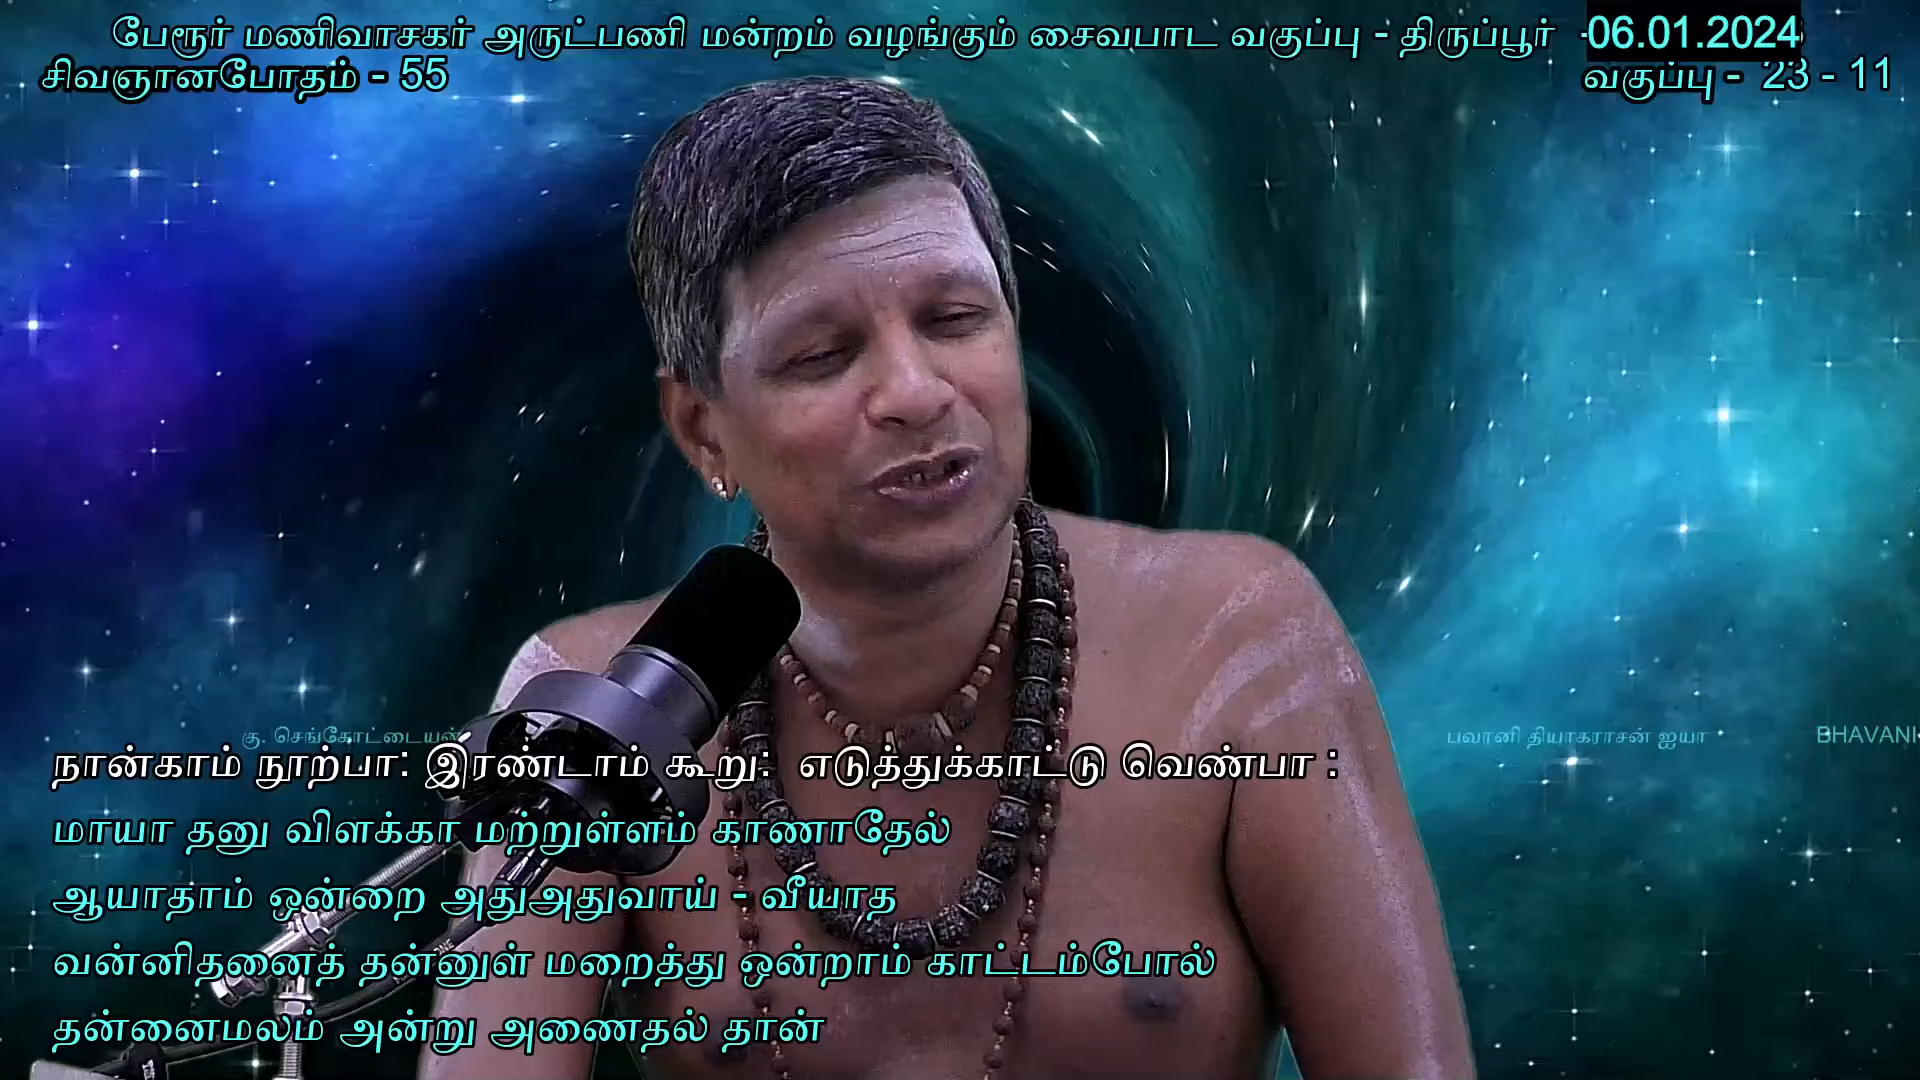 பேரூர் மணிவாசகர் அருட்பணி மன்றம் வழங்கும் சைவபாட வகுப்பு - திருப்பூர் - 06.01.2024
சிவஞானபோதம் - 55
வகுப்பு - 23 - 11
கு. செங்கோட்டையன்
பவானி தியாகராசன் ஐயா
BHAVANI
நான்காம் நூற்பா: இரண்டாம் கூறு: எடுத்துக்காட்டு வெண்பா :
மாயா தனு விளக்கா மற்றுள்ளம் காணாதேல்
ஆயாதாம் ஒன்றை அதுஅதுவாய் - வீயாத
வன்னிதனைத் தன்னுள் மறைத்து ஒன்றாம் காட்டம்போல்
தன்னைமலம் அன்று அணைதல் தான்